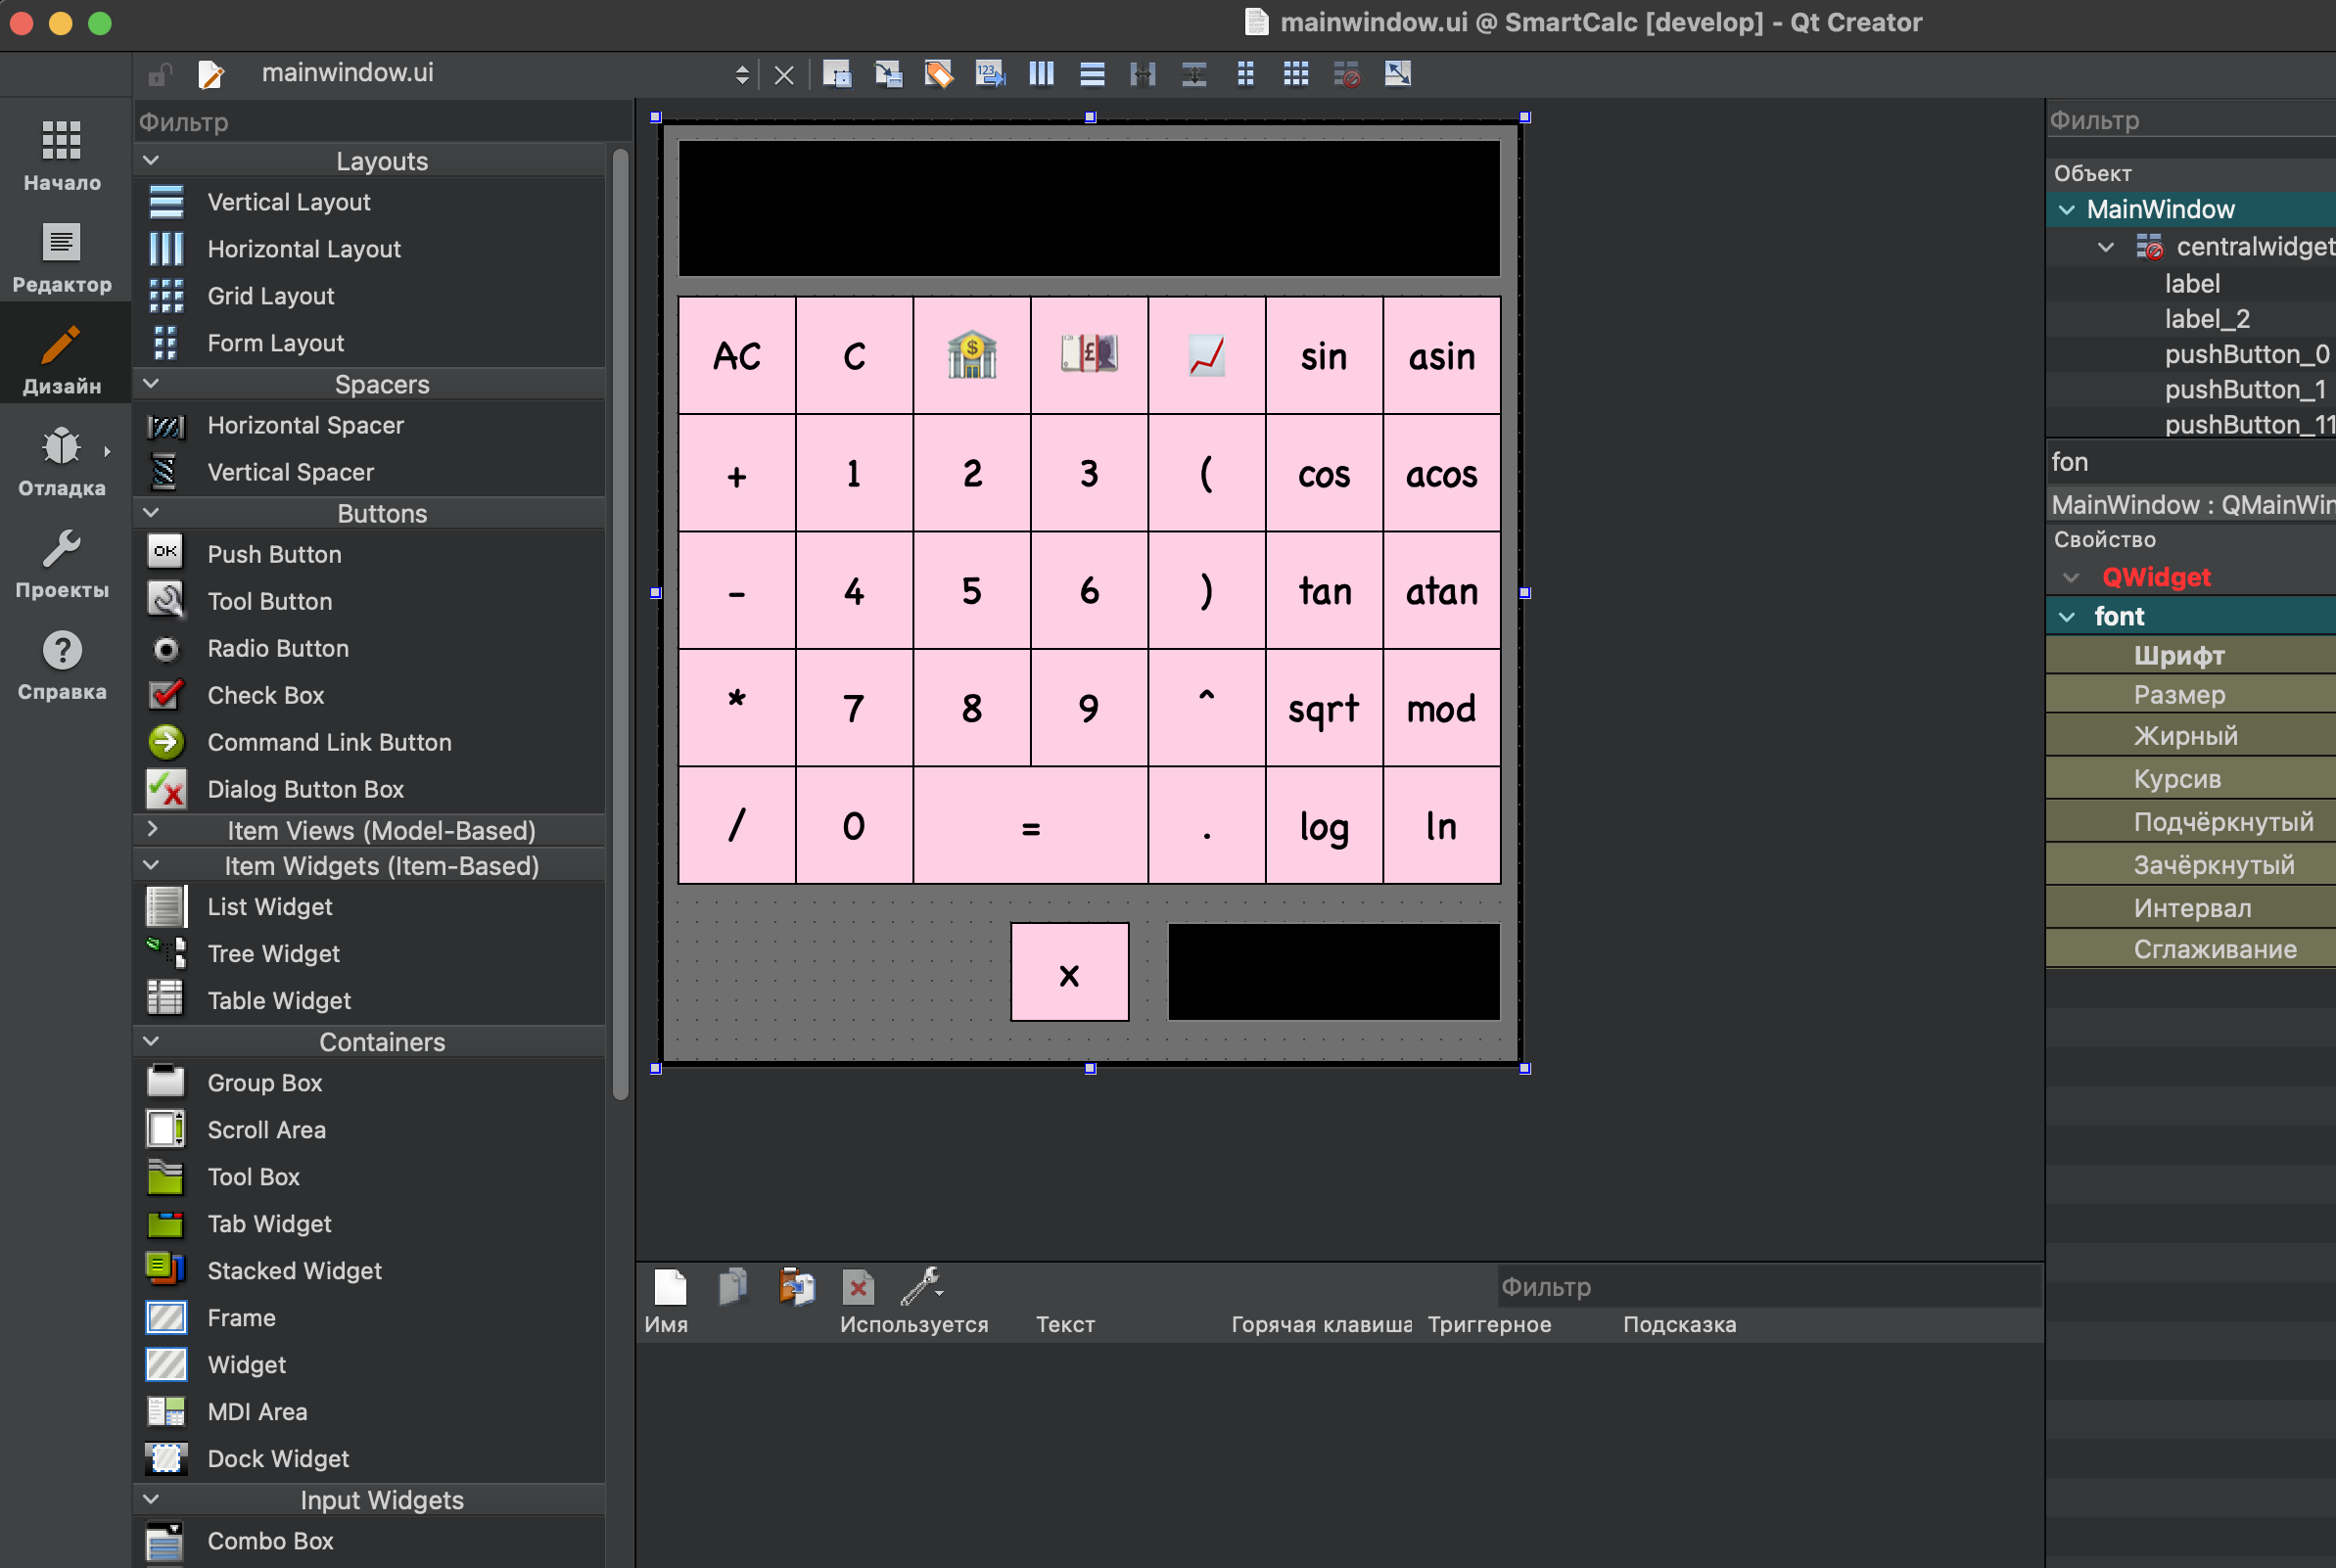 mainwindow.ui @ SmartCalc [develop] - Qt Creator
mainwindow.ui
Начало
Редактор
Дизайн
Отладка
Проекты
Справка
Фильтр
Layouts
Vertical Layout
Horizontal Layout
Grid Layout
Form Layout
Spacers
Horizontal Spacer
Vertical Spacer
Buttons
OK Push Button
Tool Button
Radio Button
Check Box
Command Link Button
Dialog Button Box
Item Views (Model-Based)
Item Widgets (Item-Based)
List Widget
Tree Widget
Table Widget
Containers
Group Box
Scroll Area
Tool Box
Tab Widget
Stacked Widget
Frame
Widget
MDI Area
Dock Widget
Input Widgets
Combo Box
AC C sin asin
+ 1 2 3 ( cos acos
- 4 5 6 ) tan atan
* 7 8 9 ^ sqrt mod
/ 0 = . log ln
x
Фильтр
Имя Используется Текст Горячая клавиша Триггерное Подсказка
Фильтр
Объект
MainWindow
centralwidget
label
label_2
pushButton_0
pushButton_1
pushButton_11
fon
MainWindow : QMainWin
Свойство
QWidget
font
Шрифт
Размер
Жирный
Курсив
Подчёркнутый
Зачёркнутый
Интервал
Сглаживание